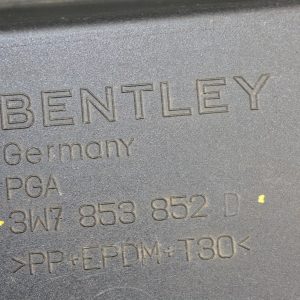 BENTLEY
Germany
PGA
3W7 853 852 D
>PP+EPDM+T30<